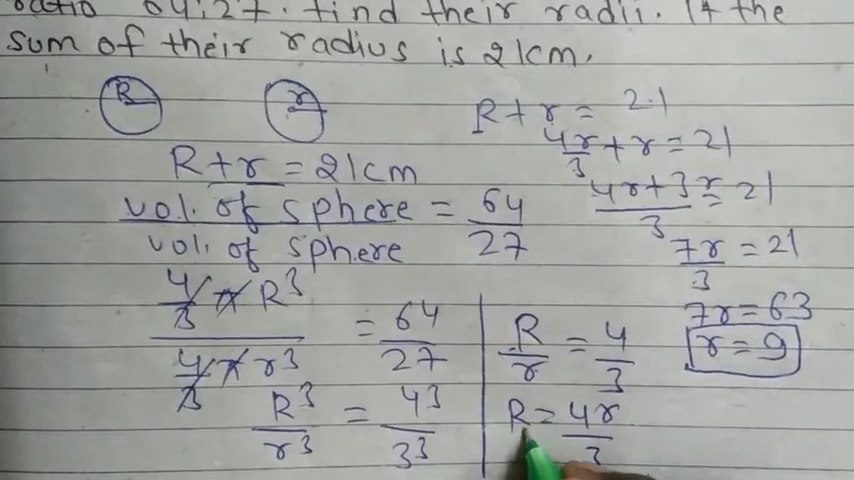 ratio 64:27. find their radii. If the
sum of their radius is 21cm.
R r
R+r = 21cm
vol. of sphere = 64
vol. of sphere 27
4/3 π R³ = 64
4/3 π r³ 27
R³ = 4³
r³ 3³
R = 4
r 3
R = 4r
3
R+r = 21
4r/3 + r = 21
4r+3r = 21
3
7r = 21
3
7r = 63
r = 9